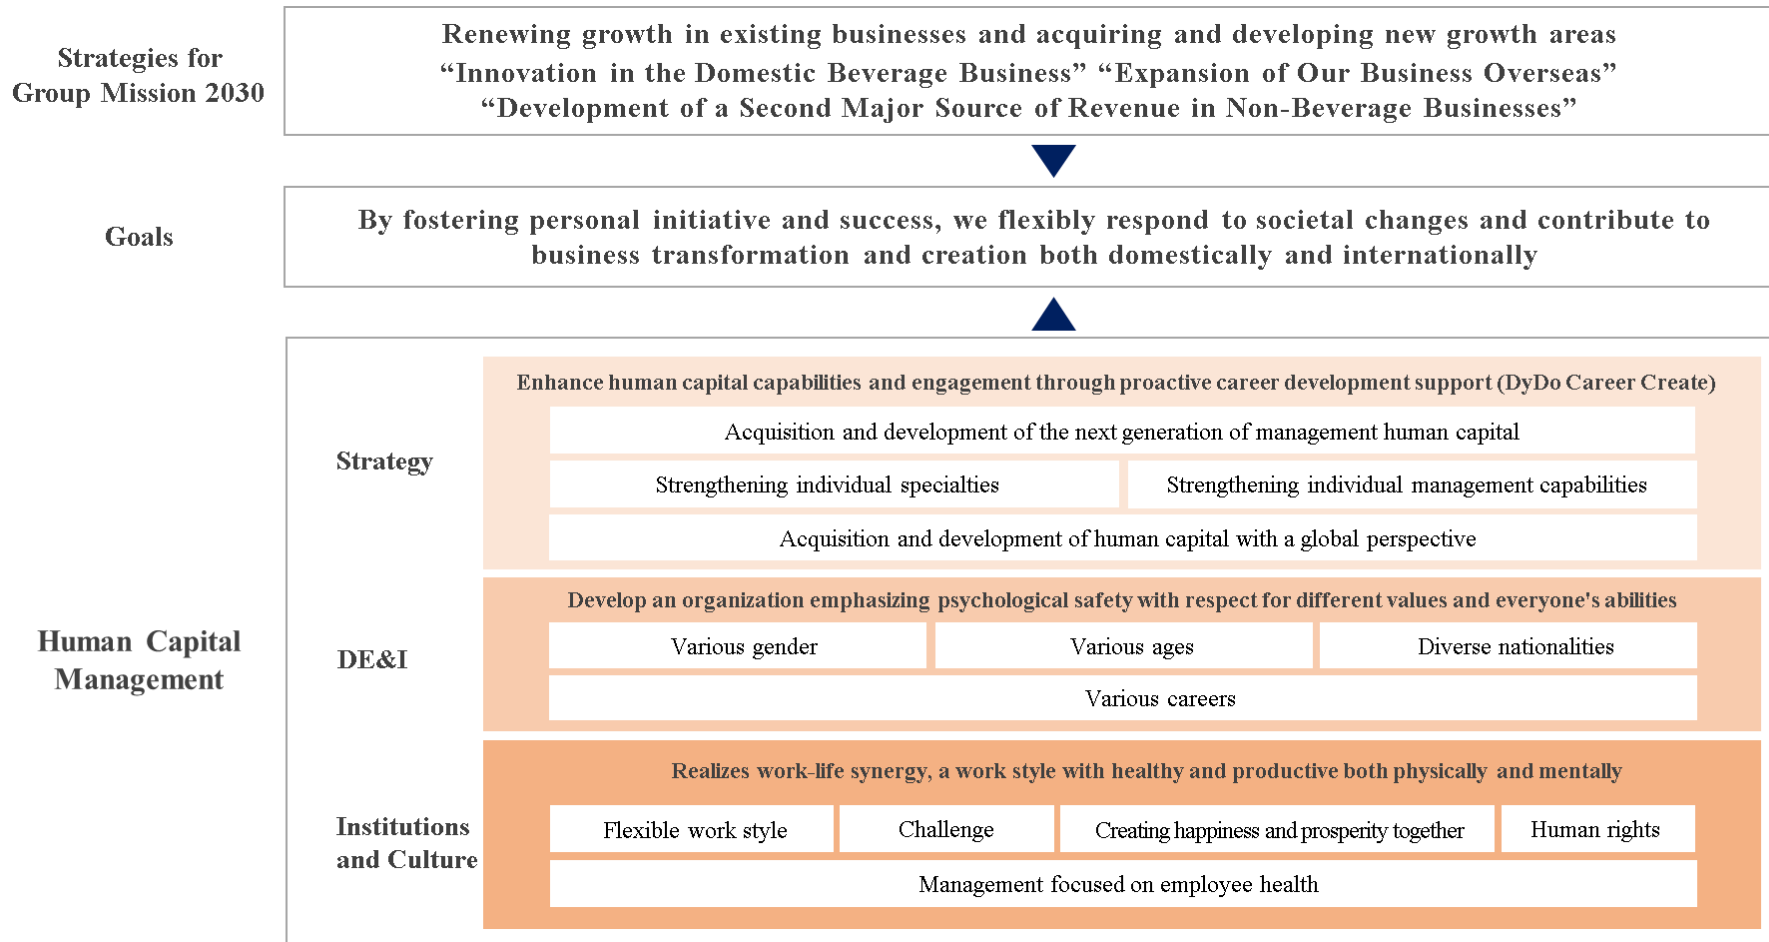 Strategies for
Group Mission 2030
Renewing growth in existing businesses and acquiring and developing new growth areas
“Innovation in the Domestic Beverage Business” “Expansion of Our Business Overseas”
“Development of a Second Major Source of Revenue in Non-Beverage Businesses”
Goals
By fostering personal initiative and success, we flexibly respond to societal changes and contribute to
business transformation and creation both domestically and internationally
Human Capital
Management
Strategy
Enhance human capital capabilities and engagement through proactive career development support (DyDo Career Create)
Acquisition and development of the next generation of management human capital
Strengthening individual specialties
Strengthening individual management capabilities
Acquisition and development of human capital with a global perspective
DE&I
Develop an organization emphasizing psychological safety with respect for different values and everyone's abilities
Various gender
Various ages
Diverse nationalities
Various careers
Institutions
and Culture
Realizes work-life synergy, a work style with healthy and productive both physically and mentally
Flexible work style
Challenge
Creating happiness and prosperity together
Human rights
Management focused on employee health